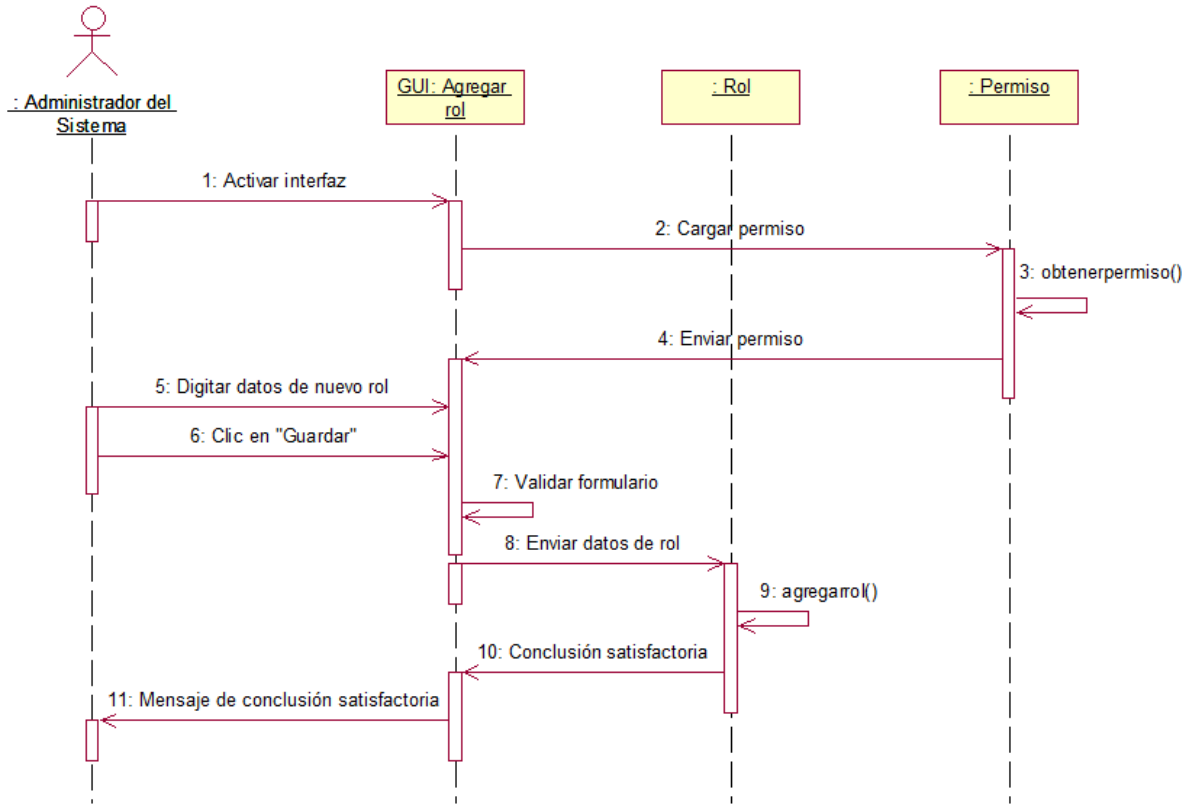 : Administrador del
Sistema
GUI: Agregar
rol
: Rol
: Permiso
1: Activar interfaz
2: Cargar permiso
3: obtenerpermiso()
4: Enviar permiso
5: Digitar datos de nuevo rol
6: Clic en "Guardar"
7: Validar formulario
8: Enviar datos de rol
9: agregarrol()
10: Conclusión satisfactoria
11: Mensaje de conclusión satisfactoria